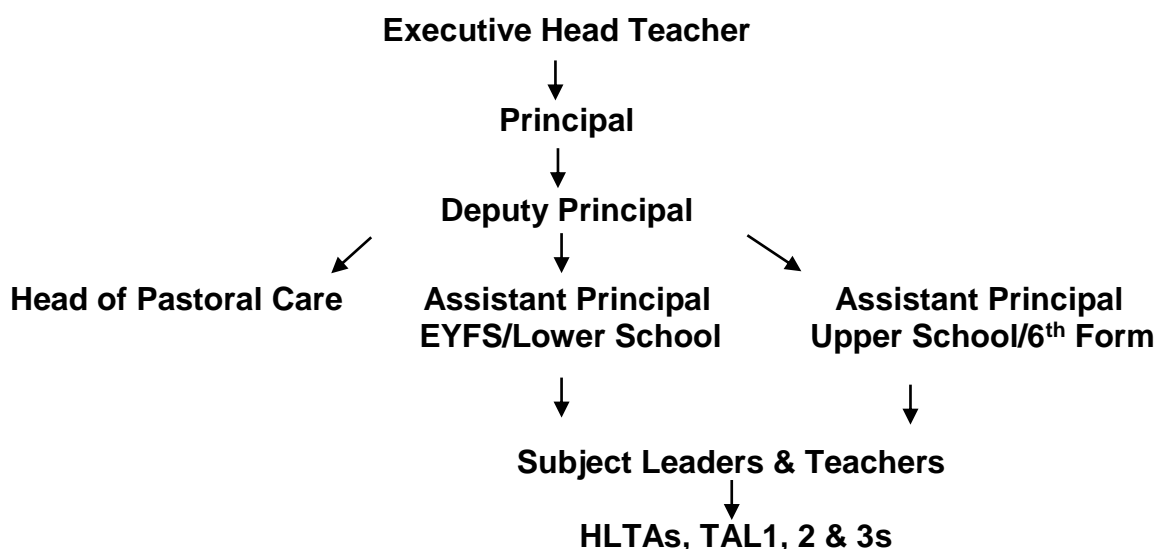 Executive Head Teacher
Principal
Deputy Principal
Head of Pastoral Care
Assistant Principal
EYFS/Lower School
Assistant Principal
Upper School/6th Form
Subject Leaders & Teachers
HLTAs, TAL1, 2 & 3s